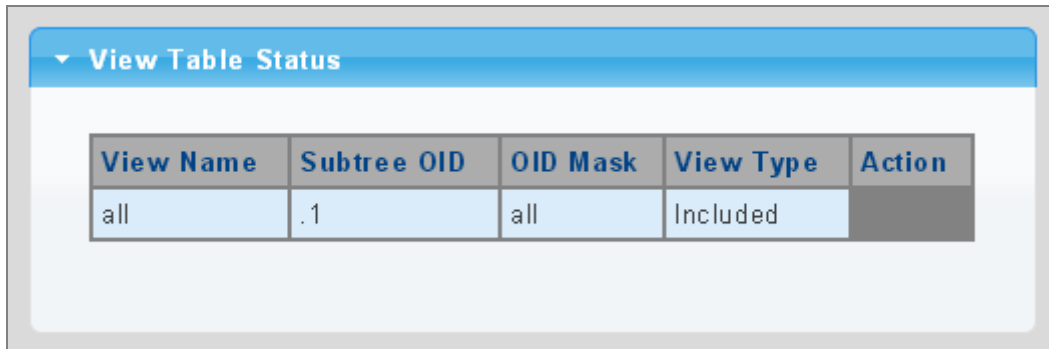 View Table Status
View Name Subtree OID OID Mask View Type Action
all .1 all Included